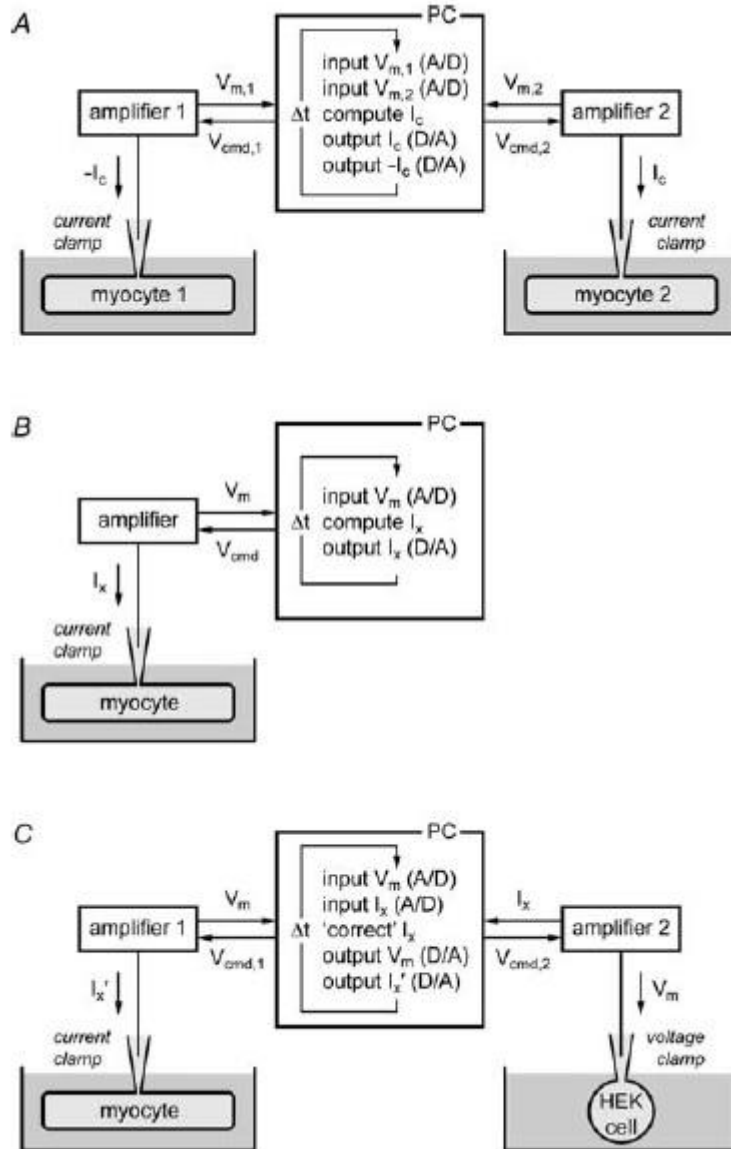 A
PC
V_m,1
V_cmd,1
amplifier 1
input V_m,1 (A/D)
input V_m,2 (A/D)
Δt compute I_c
output I_c (D/A)
output -I_c (D/A)
V_m,2
V_cmd,2
amplifier 2
-I_c
I_c
current
clamp
current
clamp
myocyte 1
myocyte 2
B
PC
V_m
V_cmd
amplifier
input V_m (A/D)
Δt compute I_x
output I_x (D/A)
I_x
current
clamp
myocyte
C
PC
V_m
V_cmd,1
amplifier 1
input V_m (A/D)
input I_x (A/D)
Δt 'correct' I_x
output V_m (D/A)
output I_x' (D/A)
I_x
V_cmd,2
amplifier 2
I_x'
V_m
current
clamp
voltage
clamp
myocyte
HEK
cell